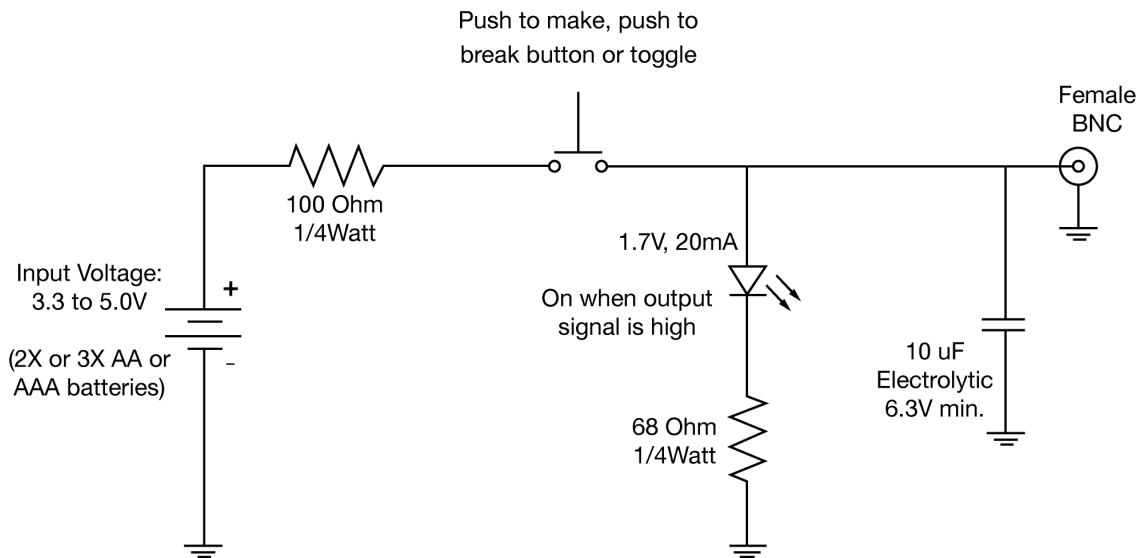 Push to make, push to
break button or toggle
Female
BNC
100 Ohm
1/4Watt
1.7V, 20mA
Input Voltage:
3.3 to 5.0V
+
On when output
signal is high
(2X or 3X AA or
AAA batteries)
–
10 uF
Electrolytic
6.3V min.
68 Ohm
1/4Watt